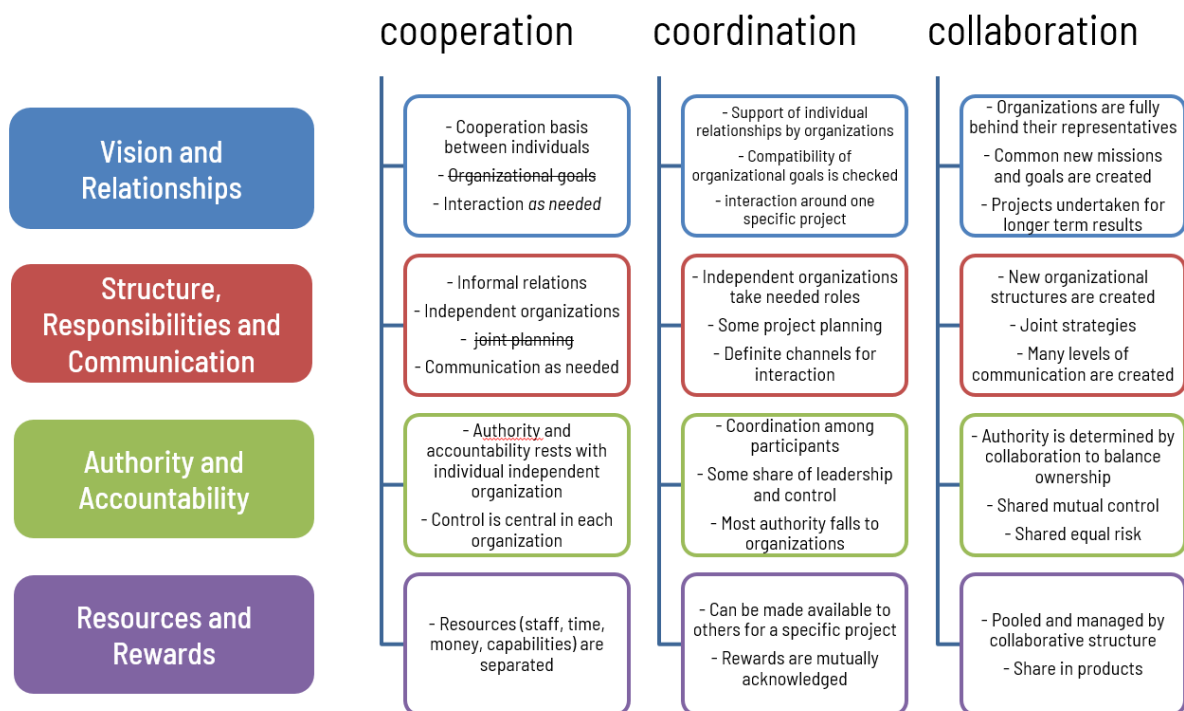 cooperation
coordination
collaboration
Vision and
Relationships
- Cooperation basis
between individuals
- Organizational goals
- Interaction as needed
- Support of individual
relationships by organizations
- Compatibility of
organizational goals is checked
- interaction around one
specific project
- Organizations are fully
behind their representatives
- Common new missions
and goals are created
- Projects undertaken for
longer term results
Structure,
Responsibilities and
Communication
- Informal relations
- Independent organizations
- joint planning
- Communication as needed
- Independent organizations
take needed roles
- Some project planning
- Definite channels for
interaction
- New organizational
structures are created
- Joint strategies
- Many levels of
communication are created
Authority and
Accountability
- Authority and
accountability rests with
individual independent
organization
- Control is central in each
organization
- Coordination among
participants
- Some share of leadership
and control
- Most authority falls to
organizations
- Authority is determined by
collaboration to balance
ownership
- Shared mutual control
- Shared equal risk
Resources and
Rewards
- Resources (staff, time,
money, capabilities) are
separated
- Can be made available to
others for a specific project
- Rewards are mutually
acknowledged
- Pooled and managed by
collaborative structure
- Share in products